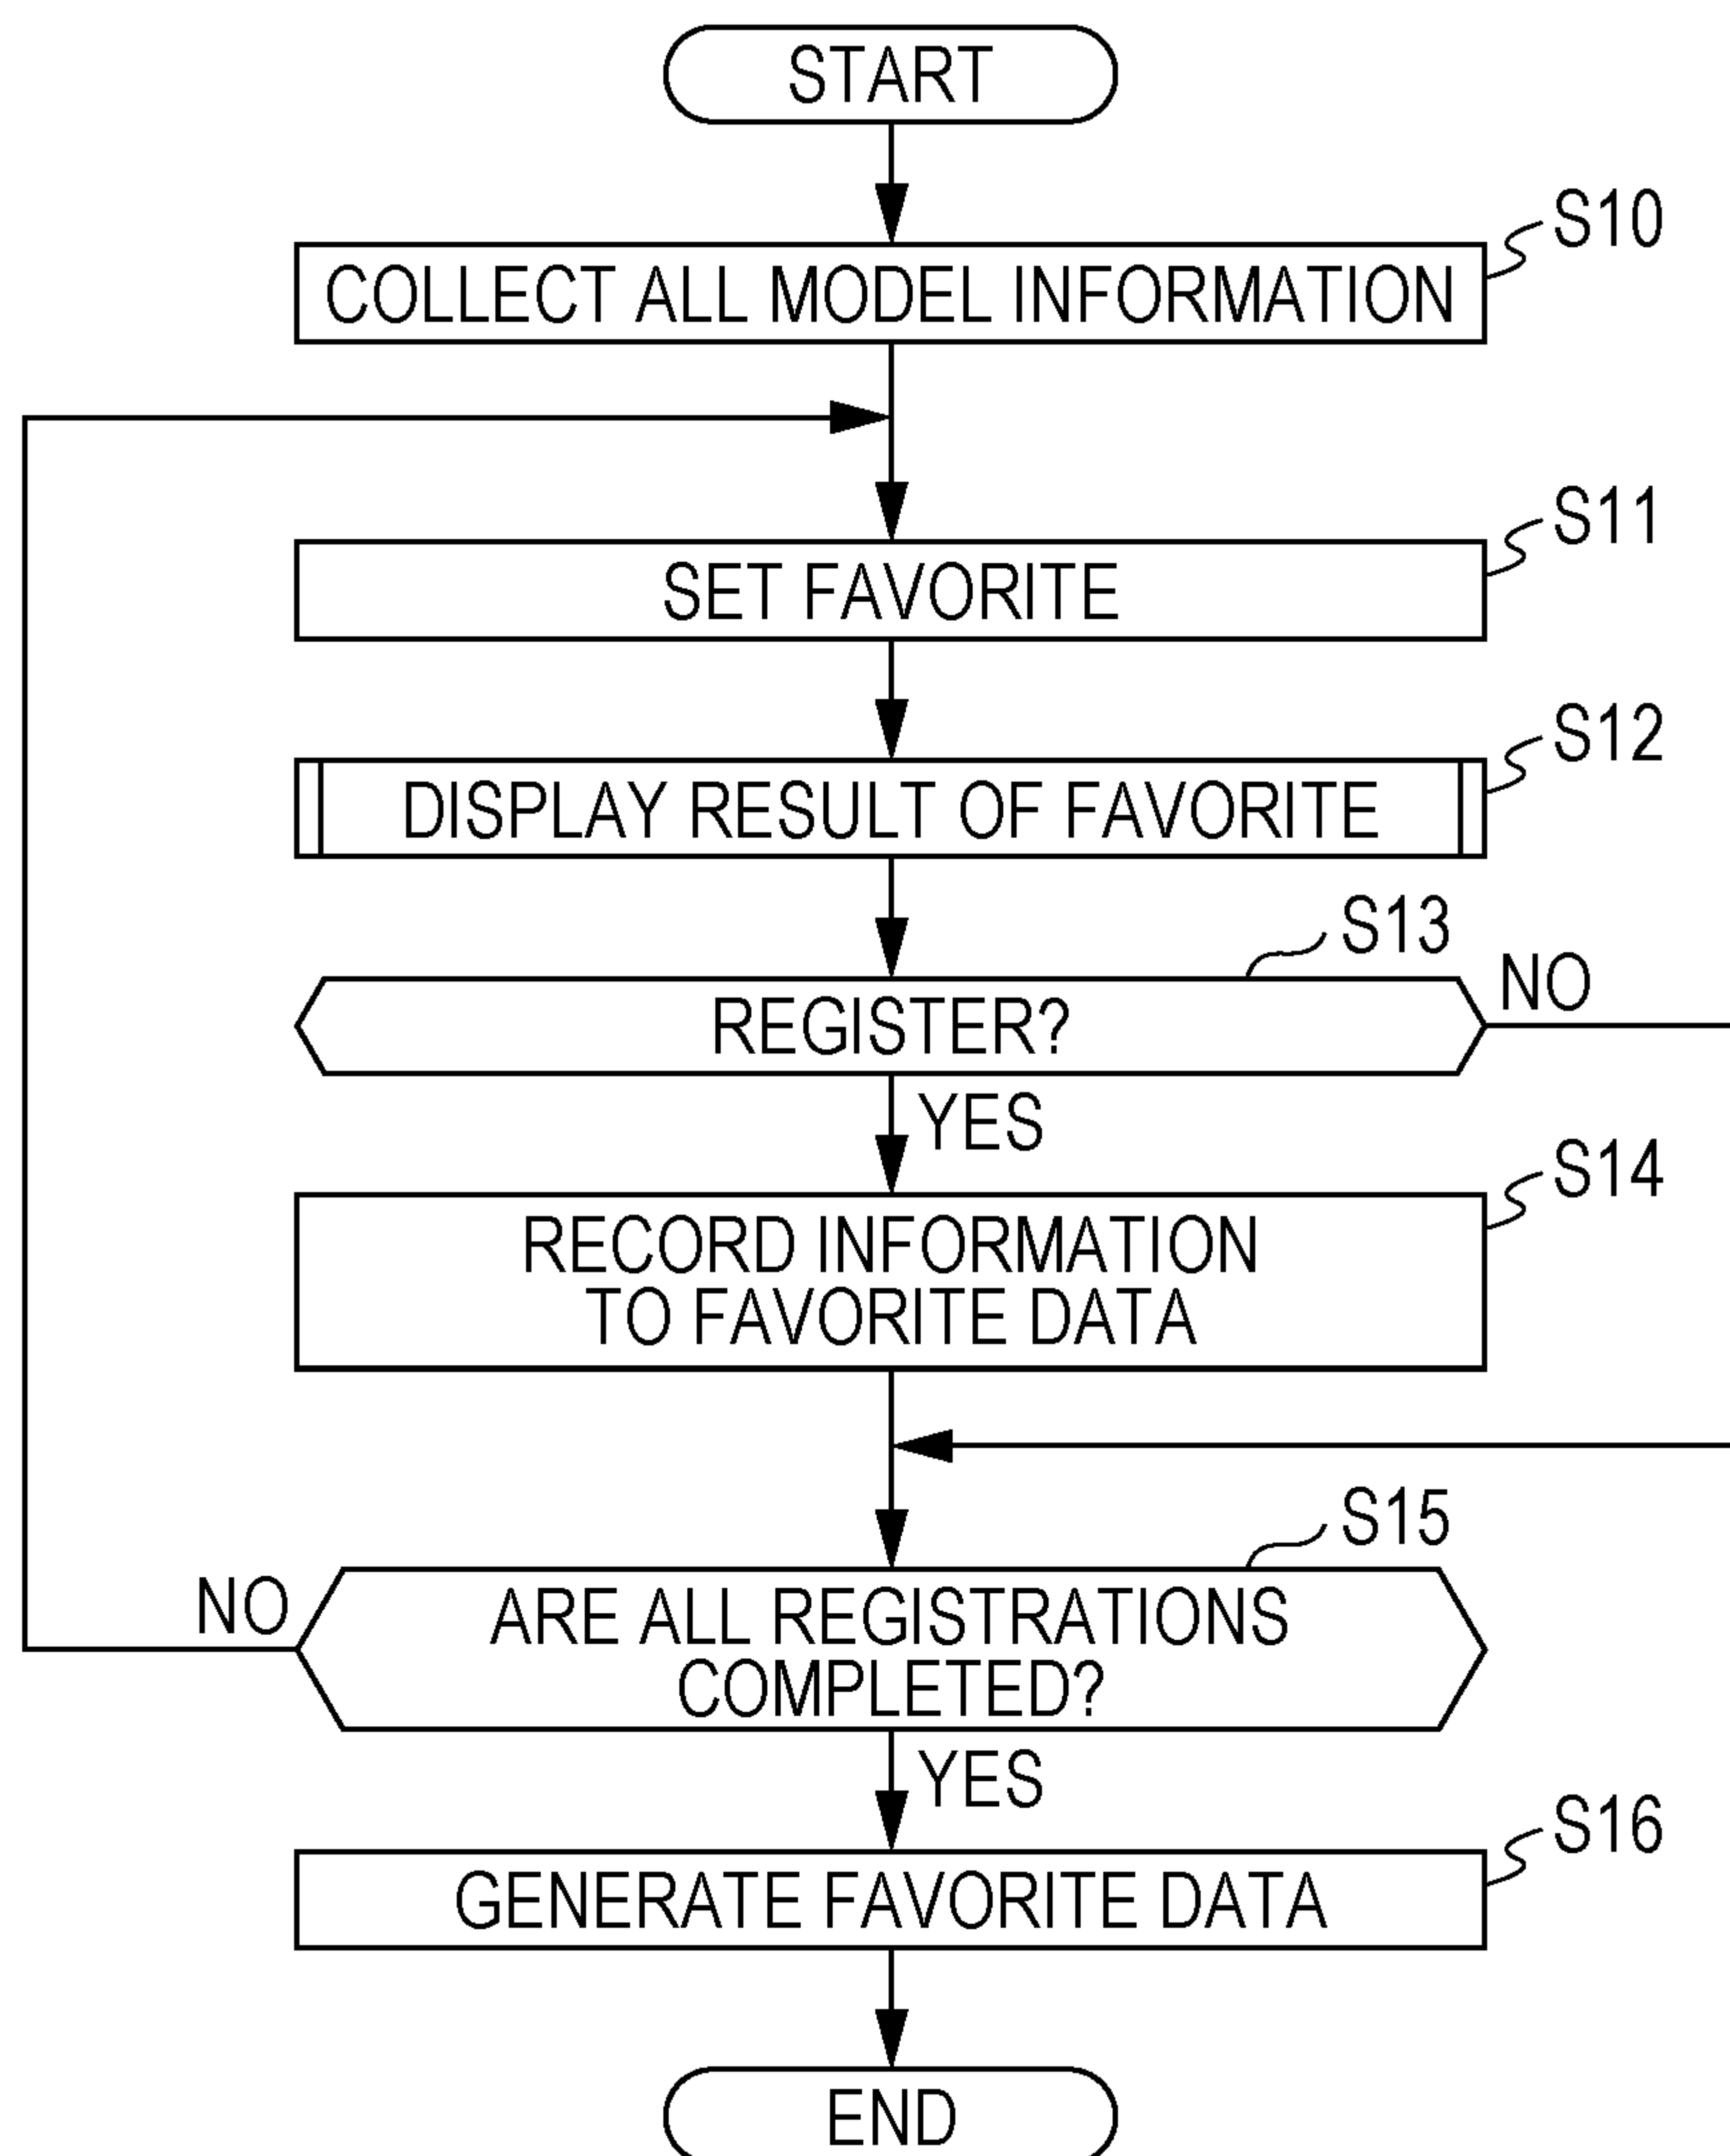 START
S10
COLLECT ALL MODEL INFORMATION
S11
SET FAVORITE
S12
DISPLAY RESULT OF FAVORITE
S13
REGISTER?
NO
YES
S14
RECORD INFORMATION
TO FAVORITE DATA
S15
NO
ARE ALL REGISTRATIONS
COMPLETED?
YES
S16
GENERATE FAVORITE DATA
END